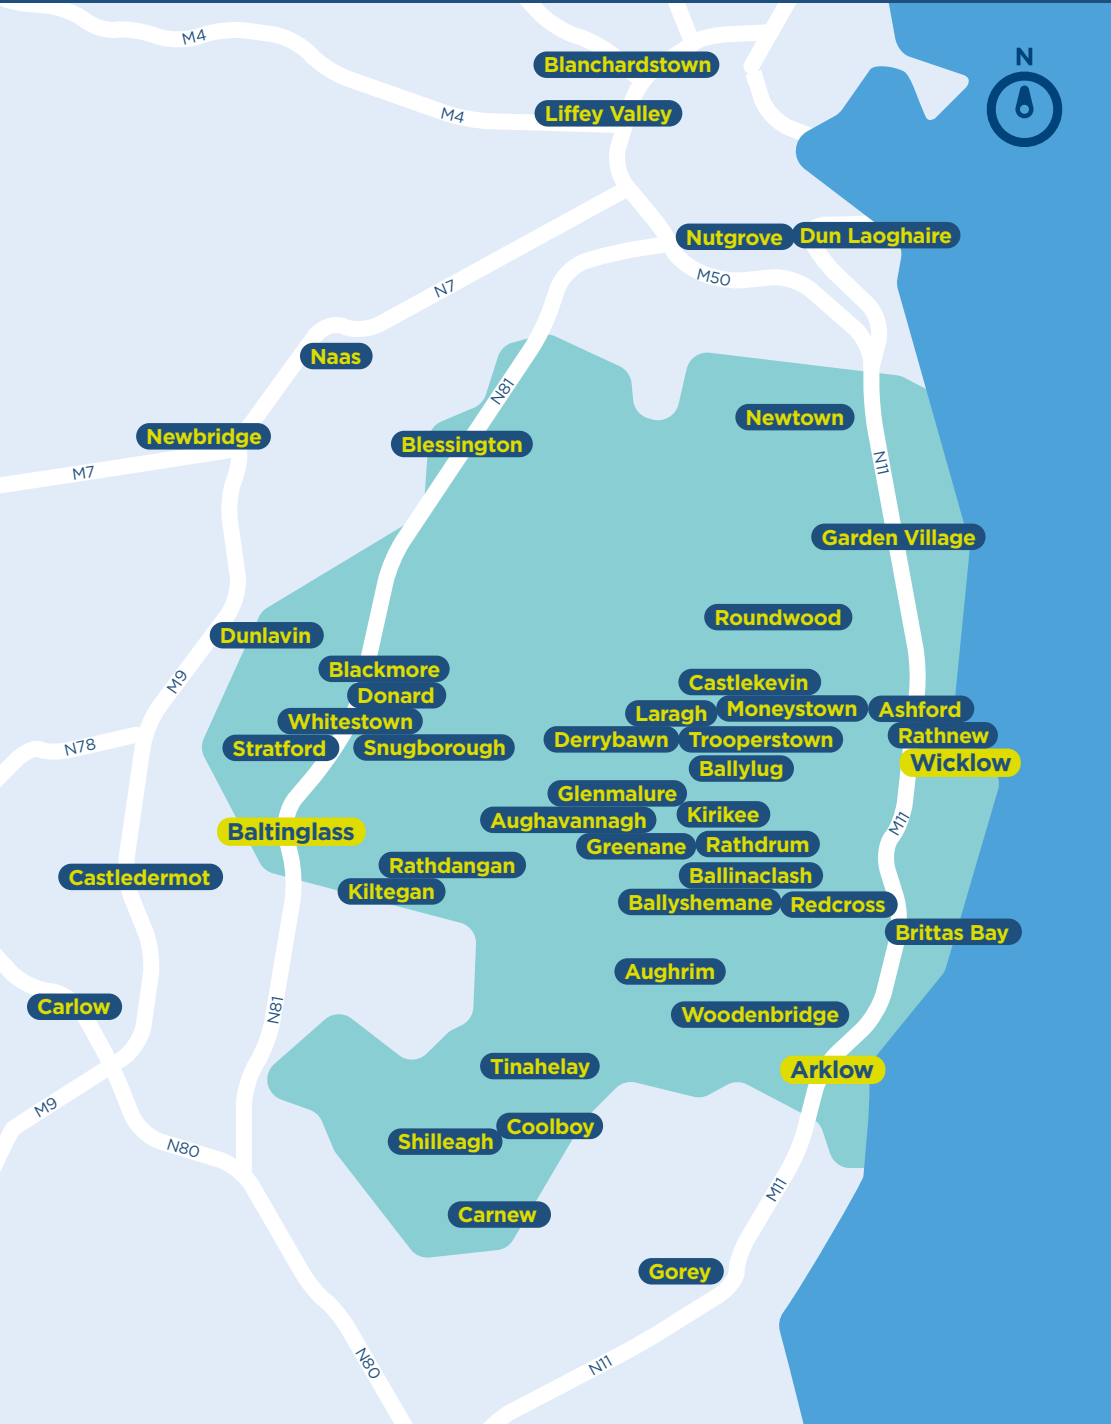 M4
N
Blanchardstown
M4
Liffey Valley
Nutgrove
Dun Laoghaire
M50
N7
Naas
N81
Newtown
Newbridge
Blessington
M7
N11
Garden Village
Roundwood
Dunlavin
Blackmore
M9
Castlekevin
Donard
Laragh
Moneystown
Ashford
Whitestown
Rathnew
N78
Stratford
Snugborough
Derrybawn
Trooperstown
Wicklow
Ballylug
Glenmalure
Kirikee
Aughavannagh
M11
Baltinglass
Greenane
Rathdrum
Rathdangan
Castledermot
Ballinaclash
Kiltegan
Ballyshemane
Redcross
Brittas Bay
Aughrim
Carlow
N81
Woodenbridge
Tinahelay
Arklow
M9
Coolboy
Shilleagh
N80
M11
Carnew
Gorey
N80
N11